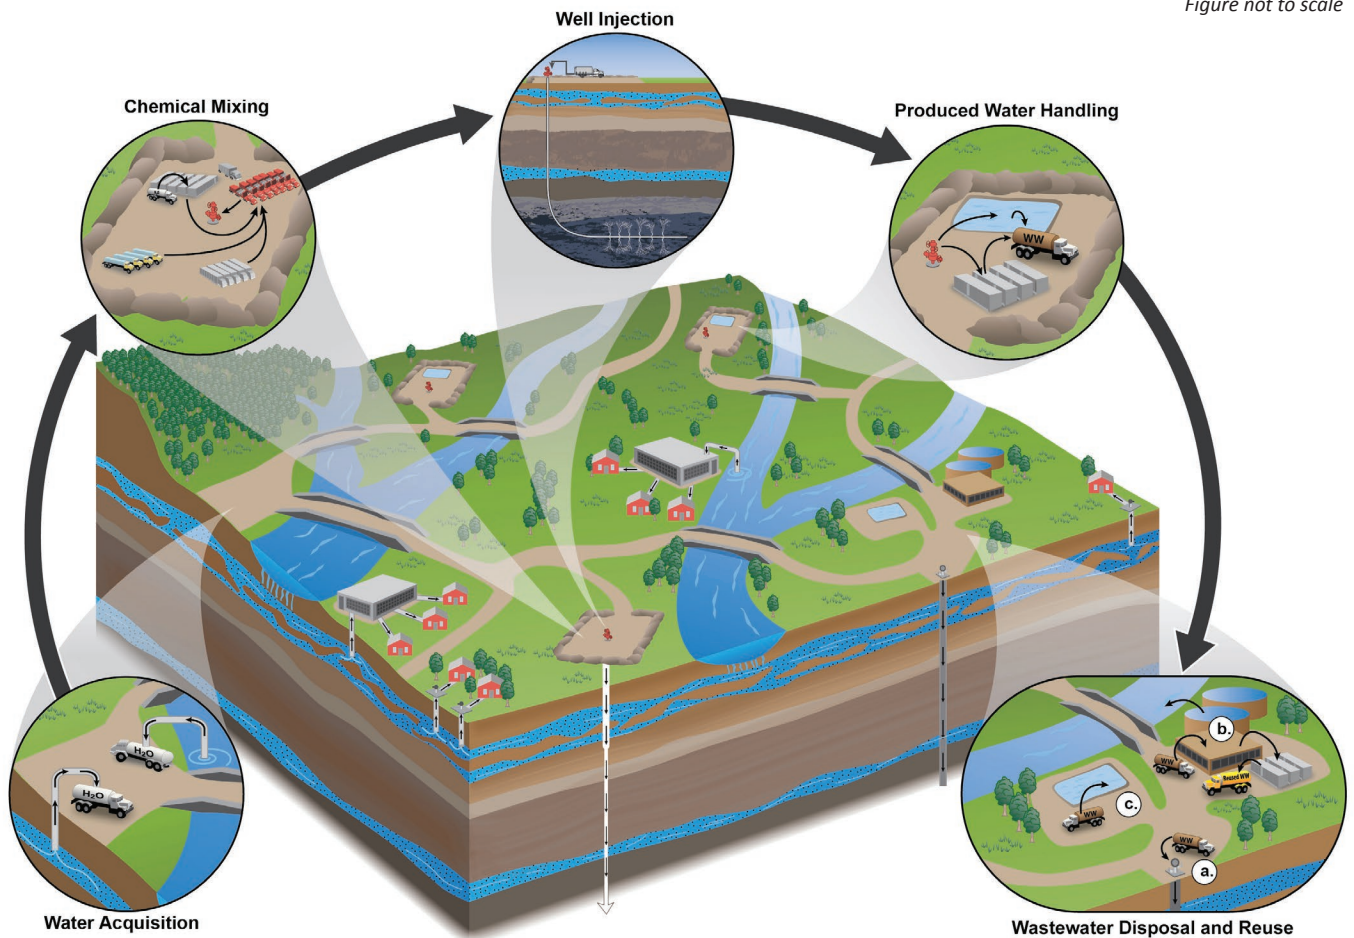 Figure not to scale
Well Injection
Chemical Mixing
Produced Water Handling
WW
H₂O
H₂O
Water Acquisition
b.
WW
Reused WW
c.
WW
WW
a.
Wastewater Disposal and Reuse